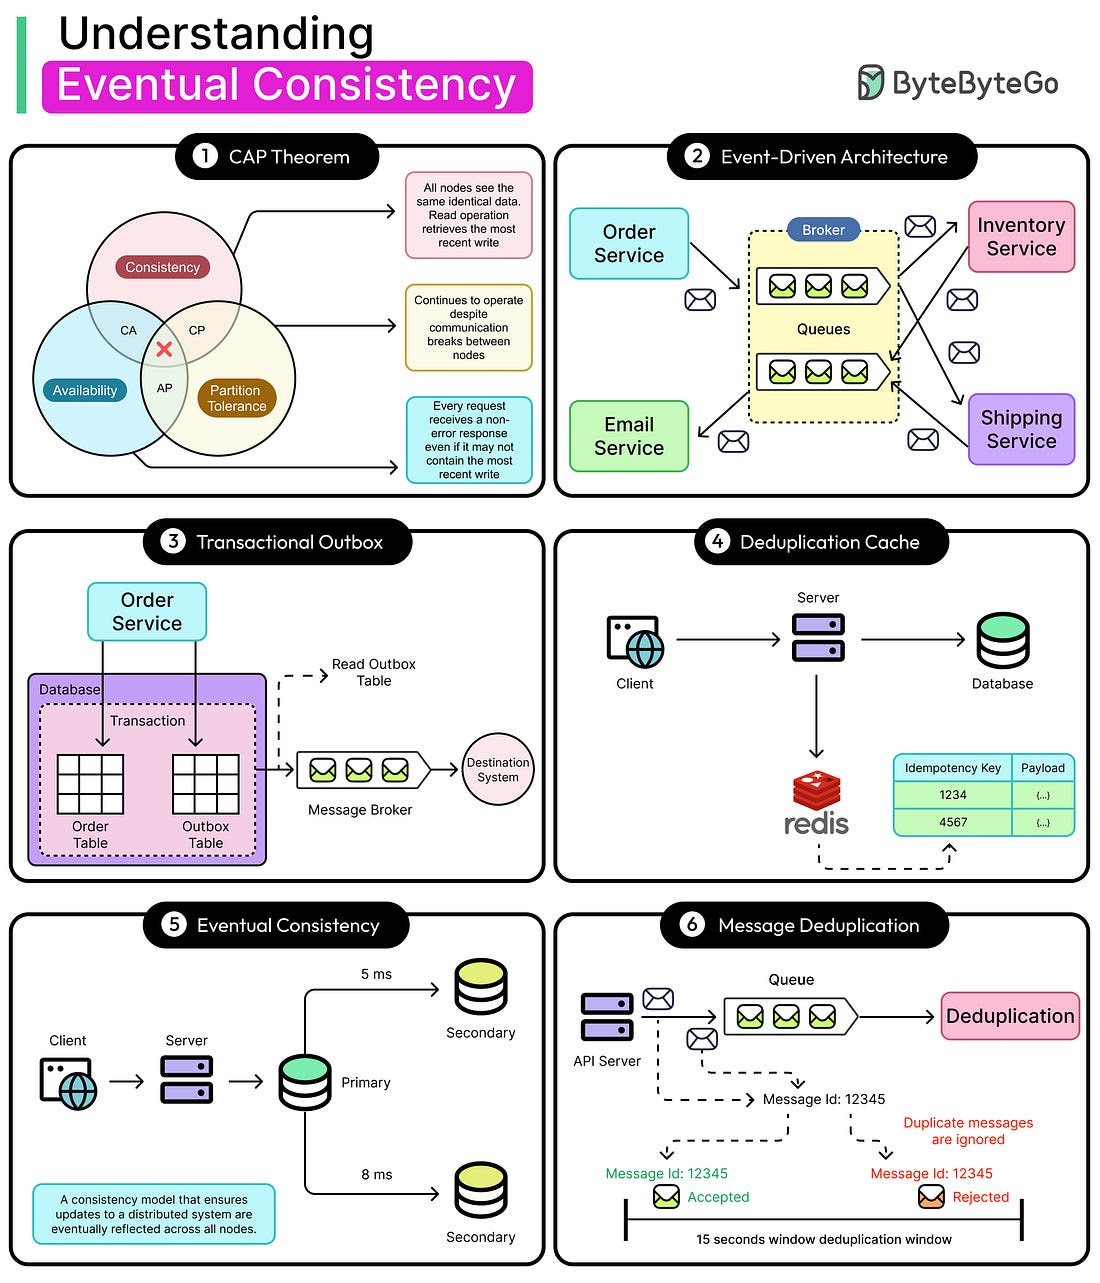 Understanding
Eventual Consistency
ByteByteGo
1 CAP Theorem
Consistency
CA
CP
Availability
AP
Partition
Tolerance
All nodes see the
same identical data.
Read operation
retrieves the most
recent write
Continues to operate
despite
communication
breaks between
nodes
Every request
receives a non-
error response
even if it may not
contain the most
recent write
2 Event-Driven Architecture
Order
Service
Broker
Inventory
Service
Queues
Email
Service
Shipping
Service
3 Transactional Outbox
Order
Service
Database
Transaction
Order
Table
Outbox
Table
Read Outbox
Table
Message Broker
Destination
System
4 Deduplication Cache
Client
Server
Database
redis
Idempotency Key Payload
1234 {...}
4567 {...}
5 Eventual Consistency
Client
Server
Primary
5 ms
Secondary
8 ms
Secondary
A consistency model that ensures
updates to a distributed system are
eventually reflected across all nodes.
6 Message Deduplication
API Server
Queue
Deduplication
Message Id: 12345
Duplicate messages
are ignored
Message Id: 12345
Accepted
Message Id: 12345
Rejected
15 seconds window deduplication window